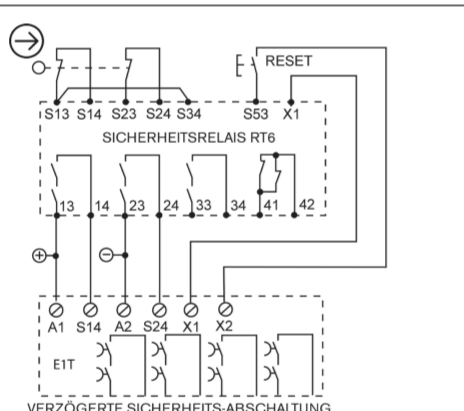 RESET
S13 S14 S23 S24 S34 S53 X1
SICHERHEITSRELAIS RT6
13 14 23 24 33 34 41 42
+ −
A1 S14 A2 S24 X1 X2
E1T
VERZÖGERTE SICHERHEITS-ABSCHALTUNG